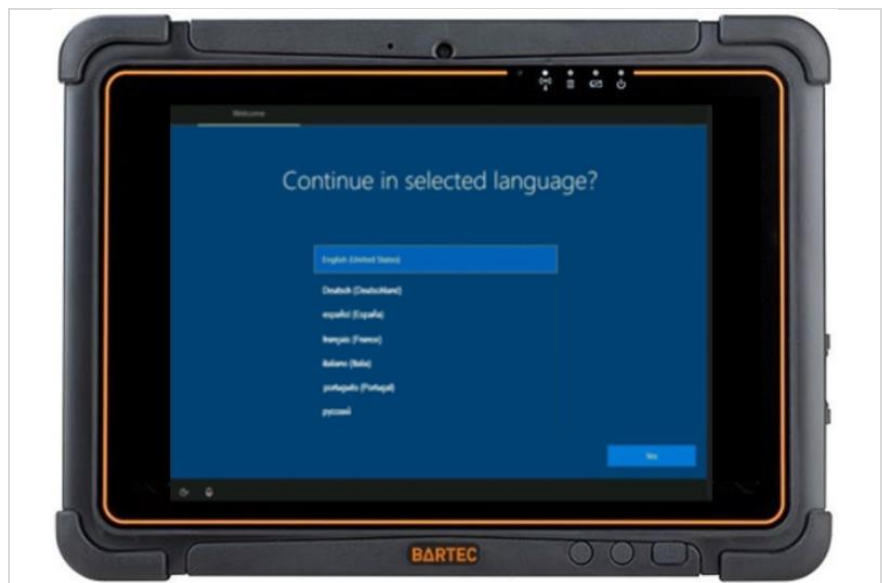 Welcome
Continue in selected language?
English (United States)
Deutsch (Deutschland)
español (España)
français (France)
italiano (Italia)
português (Portugal)
русский
Yes
BARTEC